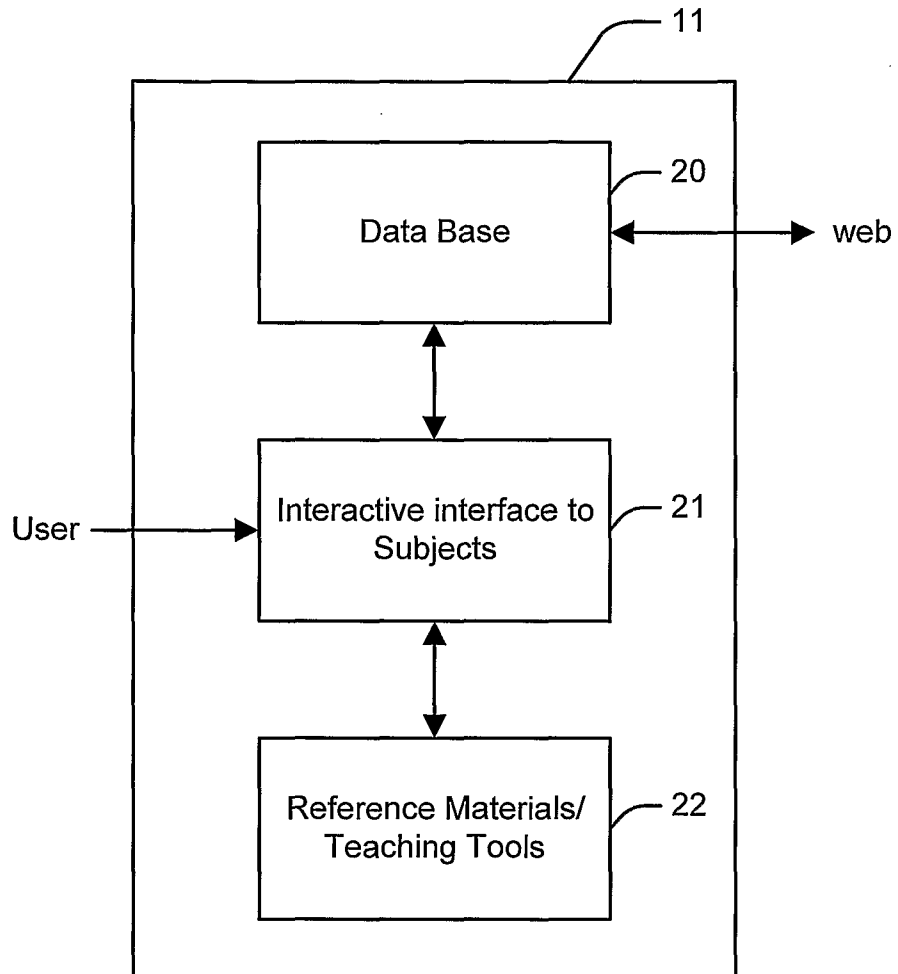 11
20
Data Base
web
Interactive interface to
Subjects
21
User
Reference Materials/
Teaching Tools
22